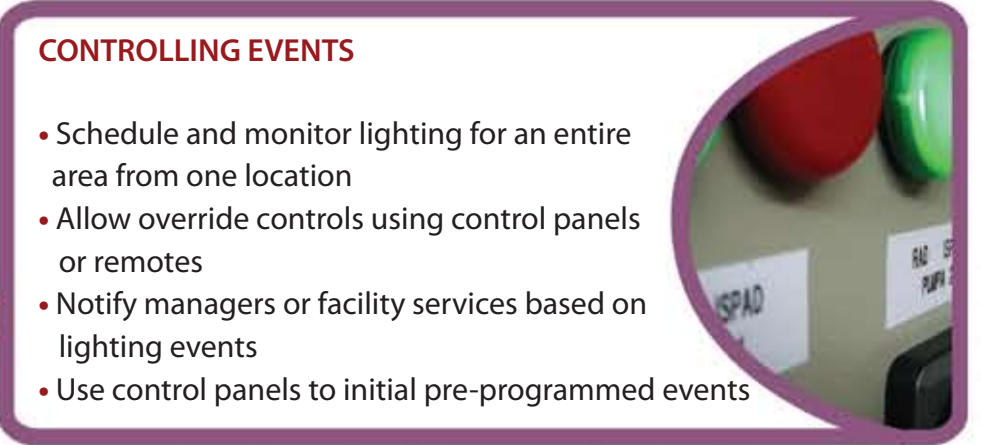 CONTROLLING EVENTS
• Schedule and monitor lighting for an entire
area from one location
• Allow override controls using control panels
or remotes
• Notify managers or facility services based on
lighting events
• Use control panels to initial pre-programmed events
RAD
PUMPA